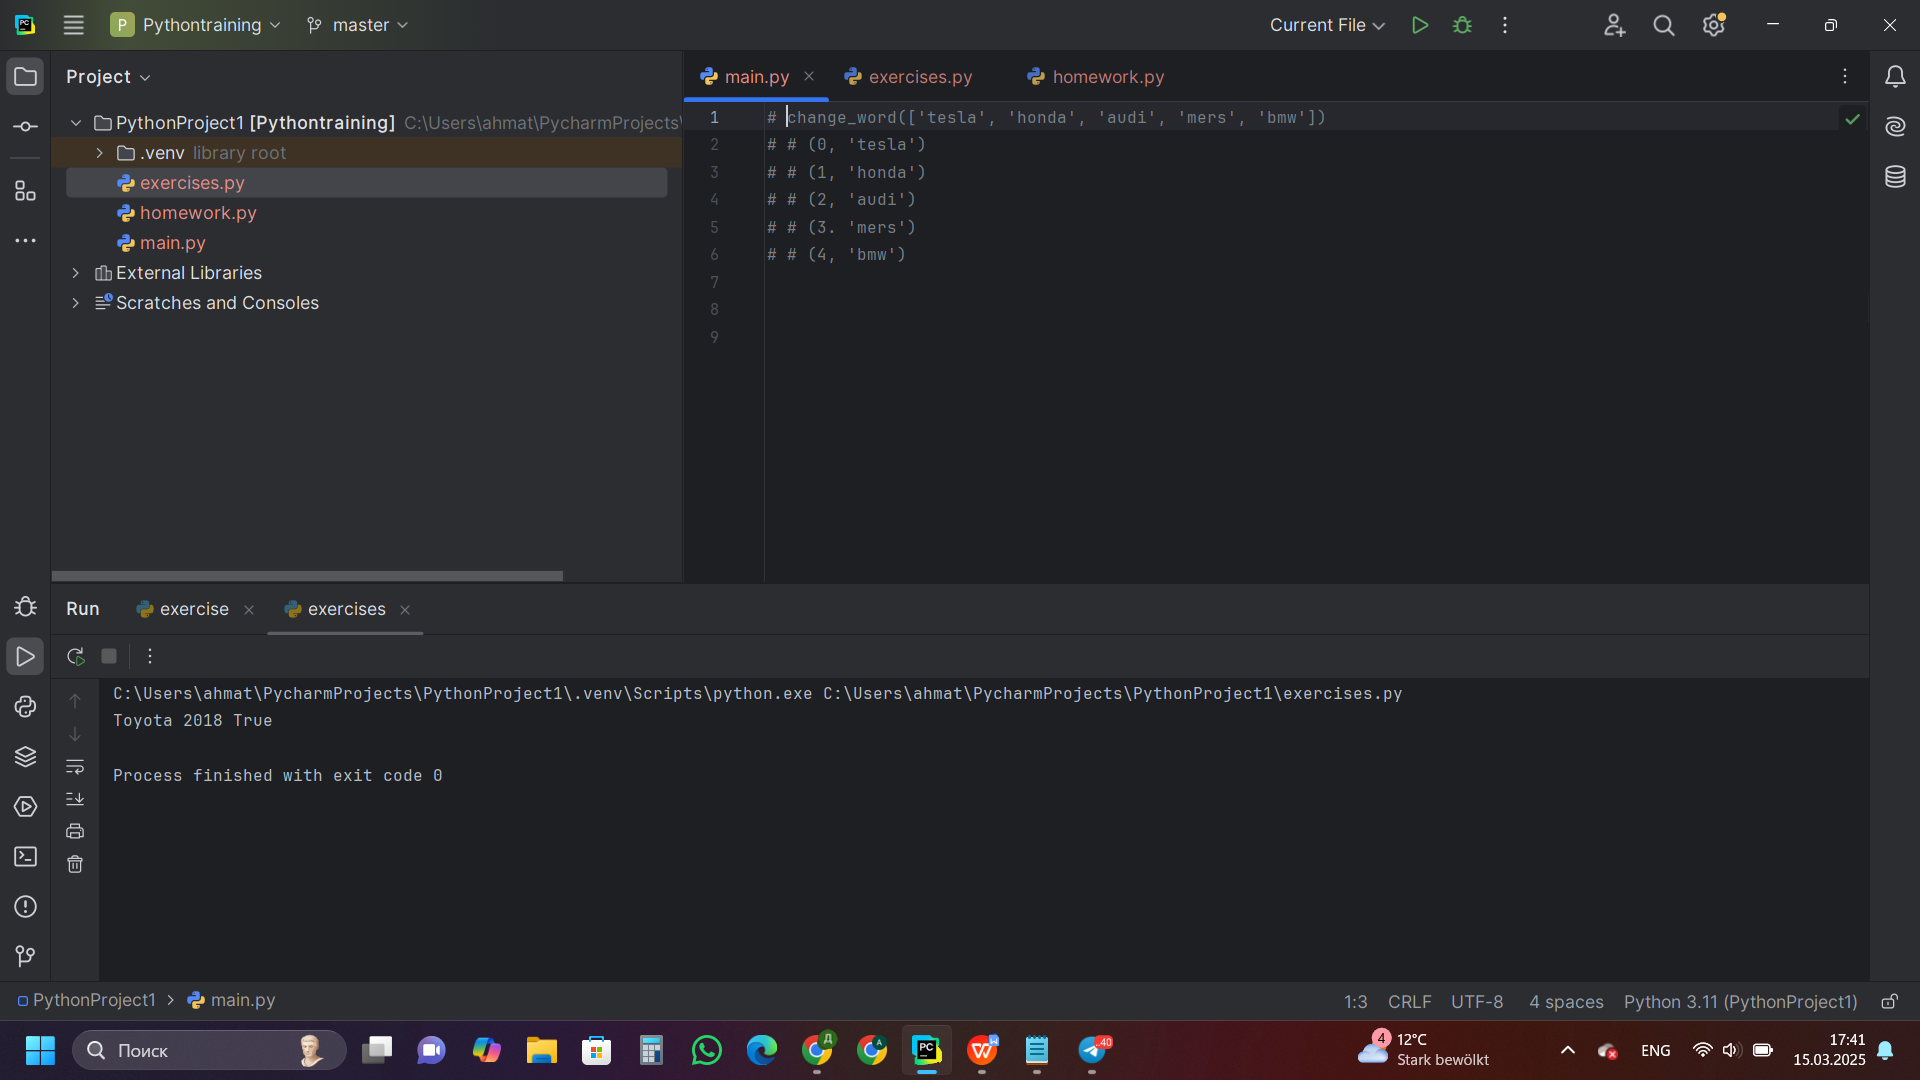 PC
P Pythontraining
master
Current File
Project
main.py
exercises.py
homework.py
PythonProject1 [Pythontraining] C:\Users\ahmat\PycharmProjects\
.venv library root
exercises.py
homework.py
main.py
External Libraries
Scratches and Consoles
1 # change_word(['tesla', 'honda', 'audi', 'mers', 'bmw'])
2 # # (0, 'tesla')
3 # # (1, 'honda')
4 # # (2, 'audi')
5 # # (3. 'mers')
6 # # (4, 'bmw')
7
8
9
Run
exercise
exercises
C:\Users\ahmat\PycharmProjects\PythonProject1\.venv\Scripts\python.exe C:\Users\ahmat\PycharmProjects\PythonProject1\exercises.py
Toyota 2018 True
Process finished with exit code 0
PythonProject1 > main.py
1:3 CRLF UTF-8 4 spaces Python 3.11 (PythonProject1)
Поиск
Д
A
PC
W
40
4
12°C
Stark bewölkt
ENG
17:41
15.03.2025